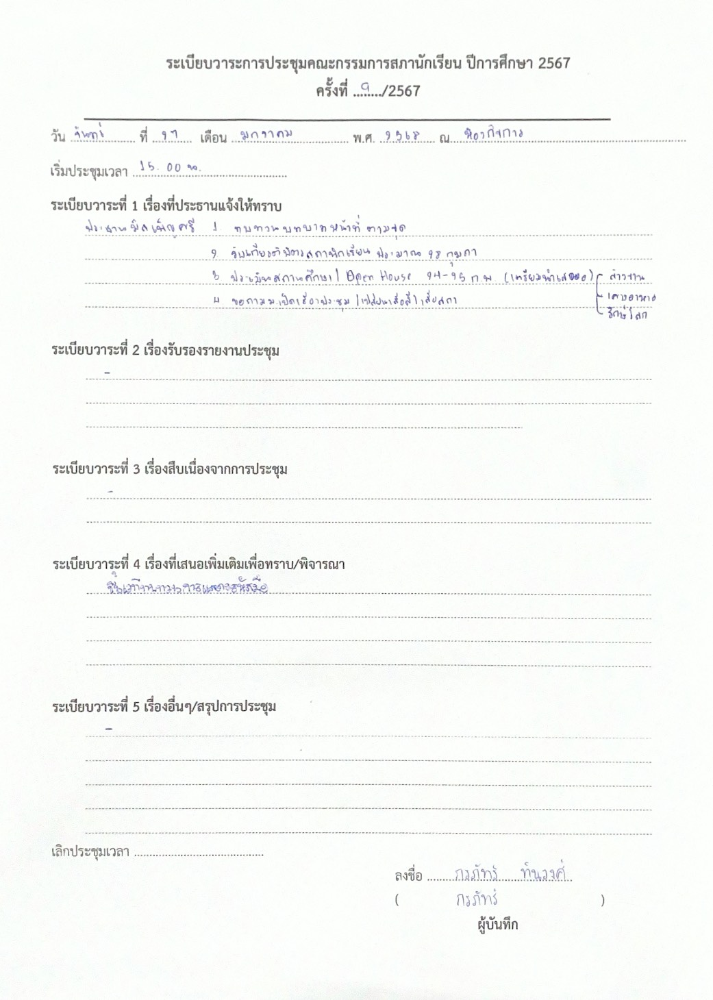 ระเบียบวาระการประชุมคณะกรรมการสภานักเรียน ปีการศึกษา 2567
ครั้งที่ ...9.../2567
วัน จันทร์ ที่ ๒๗ เดือน มกราคม พ.ศ. ๒๕๖๘ ณ ห้องกิจการ
เริ่มประชุมเวลา 15.00 น.
ระเบียบวาระที่ 1 เรื่องที่ประธานแจ้งให้ทราบ
ประธานมิสเพ็ญศรี 1 ทบทวนบทบาทหน้าที่ ตามจุด
๒ รับเกียรติบัตรสภานักเรียน ประมาณ ๒๘ กุมภา
3 ประเมินสถานศึกษา / Open House ๒๔-๒๕ ก.พ. (เตรียมนำเสนอ) สำรวจ
4 ขอความ เปิดเรื่องประชุม / เปลี่ยนเสื้อสี / เสื้อสภา เศษอาหาร
รักษ์โลก
ระเบียบวาระที่ 2 เรื่องรับรองรายงานประชุม
-
ระเบียบวาระที่ 3 เรื่องสืบเนื่องจากการประชุม
-
ระเบียบวาระที่ 4 เรื่องที่เสนอเพิ่มเติมเพื่อทราบ/พิจารณา
ระเบียบวาระที่ 5 เรื่องอื่นๆ/สรุปการประชุม
-
เลิกประชุมเวลา
ลงชื่อ กรภัทร์ ทันวงศ์
( กรภัทร์ )
ผู้บันทึก